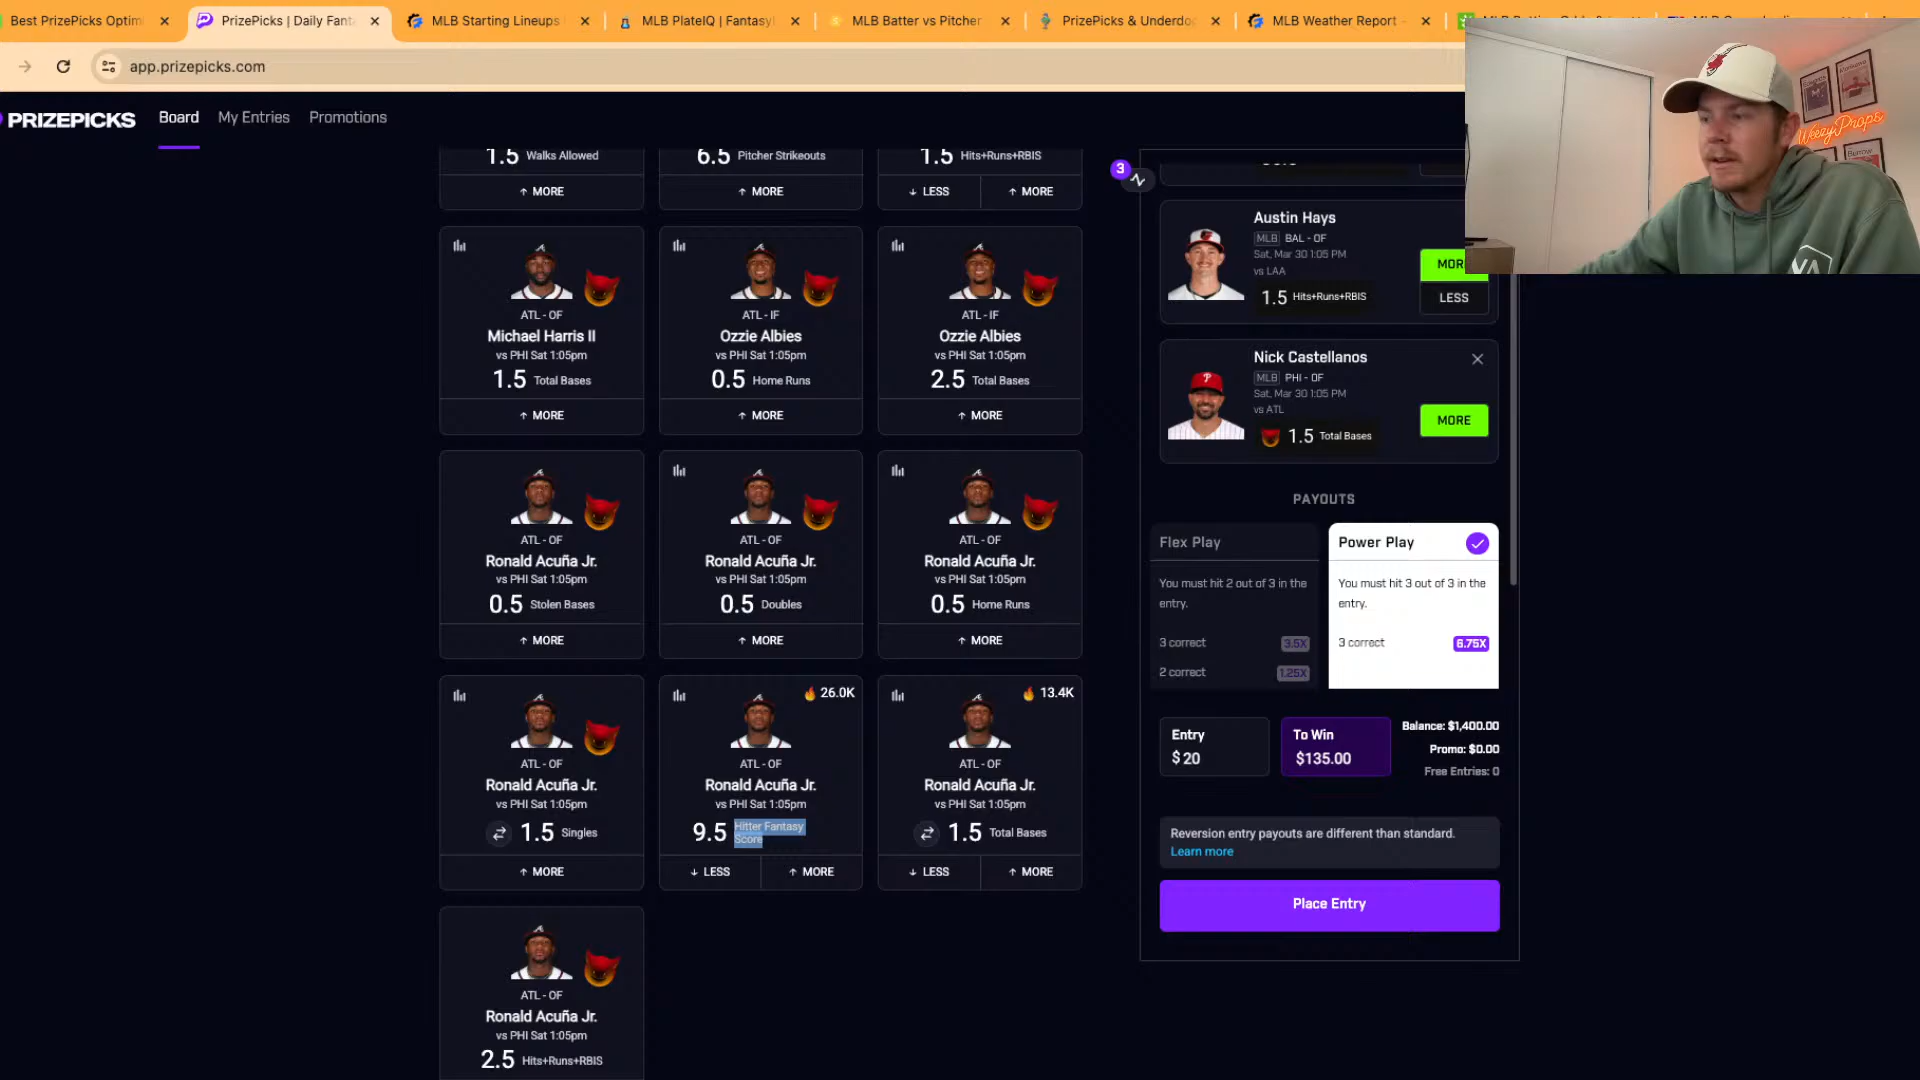 Best PrizePicks Optimi
PrizePicks | Daily Fant
MLB Starting Lineups
MLB PlateIQ | Fantasy
MLB Batter vs Pitcher
PrizePicks & Underdo
MLB Weather Report -
app.prizepicks.com
PRIZEPICKS
Board
My Entries
Promotions
WeezyProps
1.5 Walks Allowed
↑ MORE
6.5 Pitcher Strikeouts
↑ MORE
1.5 Hits+Runs+RBIS
↓ LESS
↑ MORE
ATL - OF
Michael Harris II
vs PHI Sat 1:05pm
1.5 Total Bases
↑ MORE
ATL - IF
Ozzie Albies
vs PHI Sat 1:05pm
0.5 Home Runs
↑ MORE
ATL - IF
Ozzie Albies
vs PHI Sat 1:05pm
2.5 Total Bases
↑ MORE
ATL - OF
Ronald Acuña Jr.
vs PHI Sat 1:05pm
0.5 Stolen Bases
↑ MORE
ATL - OF
Ronald Acuña Jr.
vs PHI Sat 1:05pm
0.5 Doubles
↑ MORE
ATL - OF
Ronald Acuña Jr.
vs PHI Sat 1:05pm
0.5 Home Runs
↑ MORE
ATL - OF
Ronald Acuña Jr.
vs PHI Sat 1:05pm
1.5 Singles
↑ MORE
26.0K
ATL - OF
Ronald Acuña Jr.
vs PHI Sat 1:05pm
9.5 Hitter Fantasy
Score
↓ LESS
↑ MORE
13.4K
ATL - OF
Ronald Acuña Jr.
vs PHI Sat 1:05pm
1.5 Total Bases
↓ LESS
↑ MORE
ATL - OF
Ronald Acuña Jr.
vs PHI Sat 1:05pm
2.5 Hits+Runs+RBIS
3
Austin Hays
MLB BAL - OF
Sat, Mar 30 1:05 PM
vs LAA
1.5 Hits+Runs+RBIS
MOR
LESS
Nick Castellanos
MLB PHI - OF
Sat, Mar 30 1:05 PM
vs ATL
1.5 Total Bases
MORE
PAYOUTS
Flex Play
You must hit 2 out of 3 in the
entry.
3 correct 3.5X
2 correct 1.25X
Power Play
You must hit 3 out of 3 in the
entry.
3 correct 6.75X
Entry
$ 20
To Win
$135.00
Balance: $1,400.00
Promo: $0.00
Free Entries: 0
Reversion entry payouts are different than standard.
Learn more
Place Entry